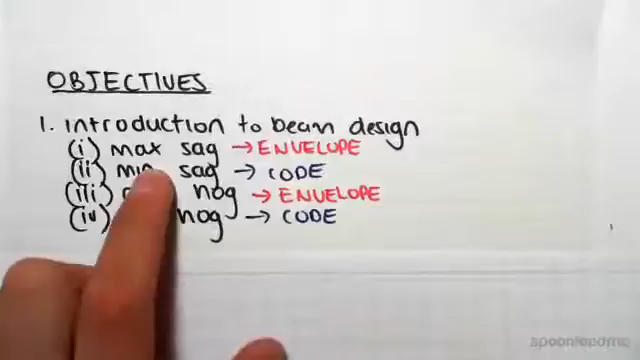 OBJECTIVES
1. introduction to beam design
(i) max sag → ENVELOPE
(ii) min sag → CODE
(iii) hog → ENVELOPE
(iv) hog → CODE
spoonfeedme